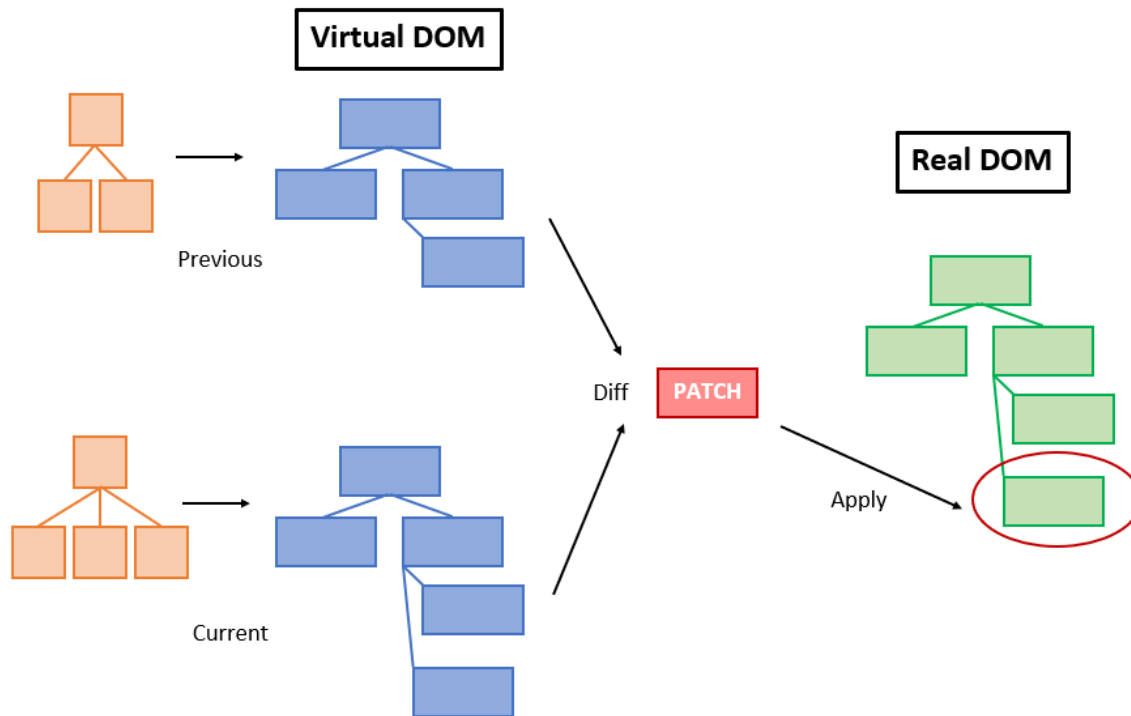 Virtual DOM
Real DOM
Previous
Diff
PATCH
Apply
Current